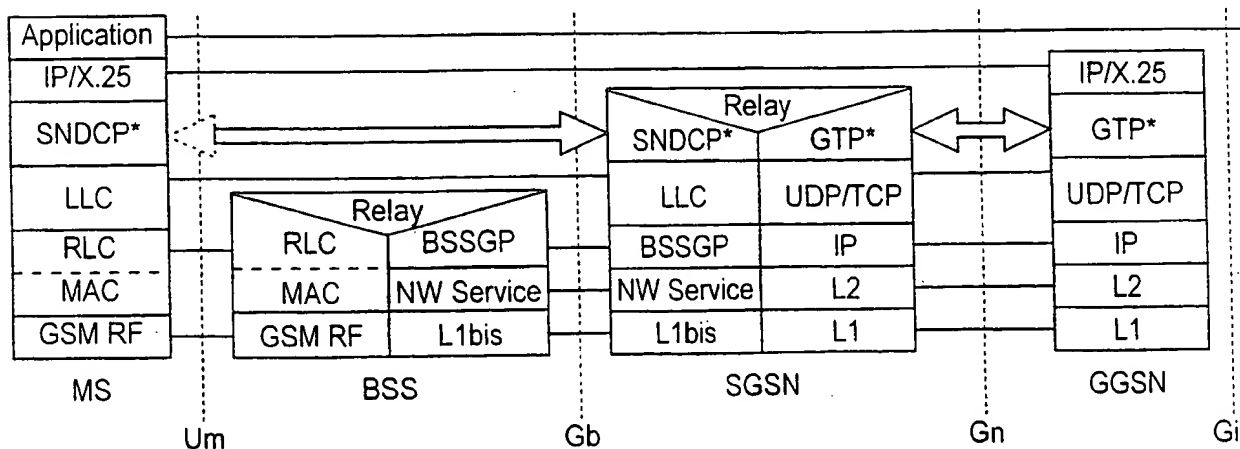 Application
IP/X.25
SNDCP*
LLC
RLC
MAC
GSM RF
MS
Relay
RLC
MAC
GSM RF
BSSGP
NW Service
L1bis
BSS
Relay
SNDCP*
LLC
BSSGP
NW Service
L1bis
GTP*
UDP/TCP
IP
L2
L1
SGSN
IP/X.25
GTP*
UDP/TCP
IP
L2
L1
GGSN
Um
Gb
Gn
Gi